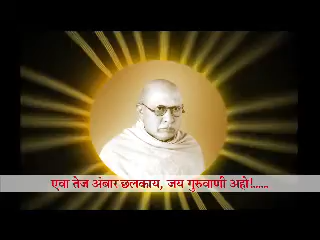 एवा तेज अंबार छलकाय, जय गुरुवाणी अहो!......